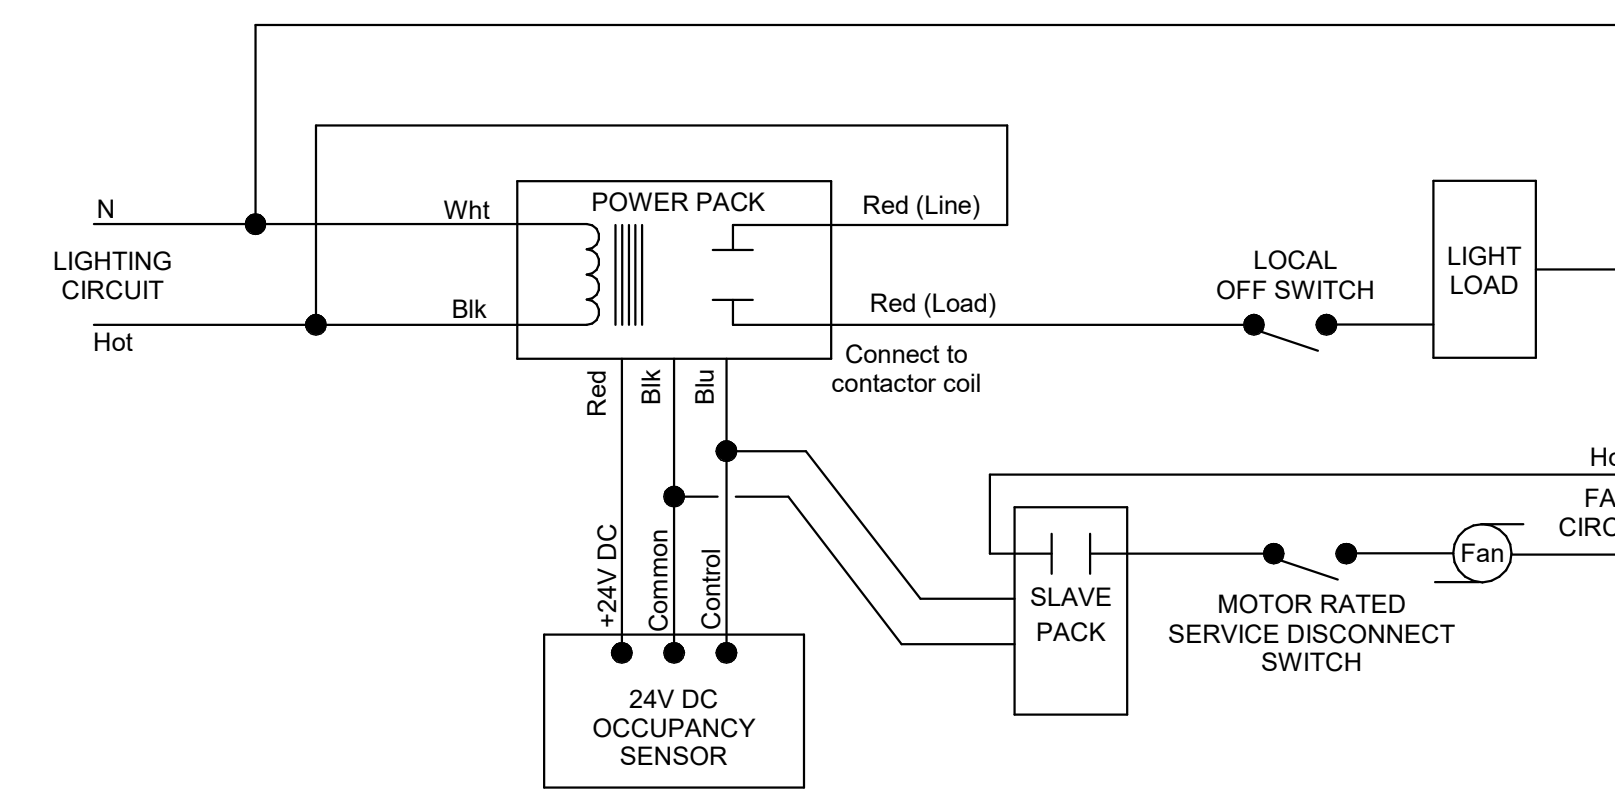 POWER PACK
N
Wht
Red (Line)
LIGHTING
CIRCUIT
LOCAL
OFF SWITCH
LIGHT
LOAD
Blk
Red (Load)
Hot
Connect to
contactor coil
Red
Blk
Blu
+24V DC
Common
Control
24V DC
OCCUPANCY
SENSOR
SLAVE
PACK
MOTOR RATED
SERVICE DISCONNECT
SWITCH
Fan